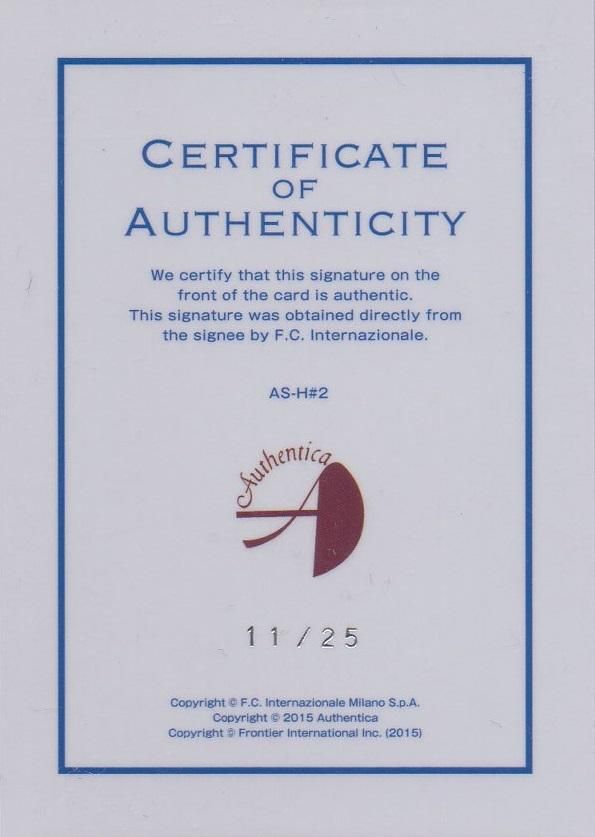 CERTIFICATE
OF
AUTHENTICITY
We certify that this signature on the
front of the card is authentic.
This signature was obtained directly from
the signee by F.C. Internazionale.
AS-H#2
Authentica
11/25
Copyright © F.C. Internazionale Milano S.p.A.
Copyright © 2015 Authentica
Copyright © Frontier International Inc. (2015)